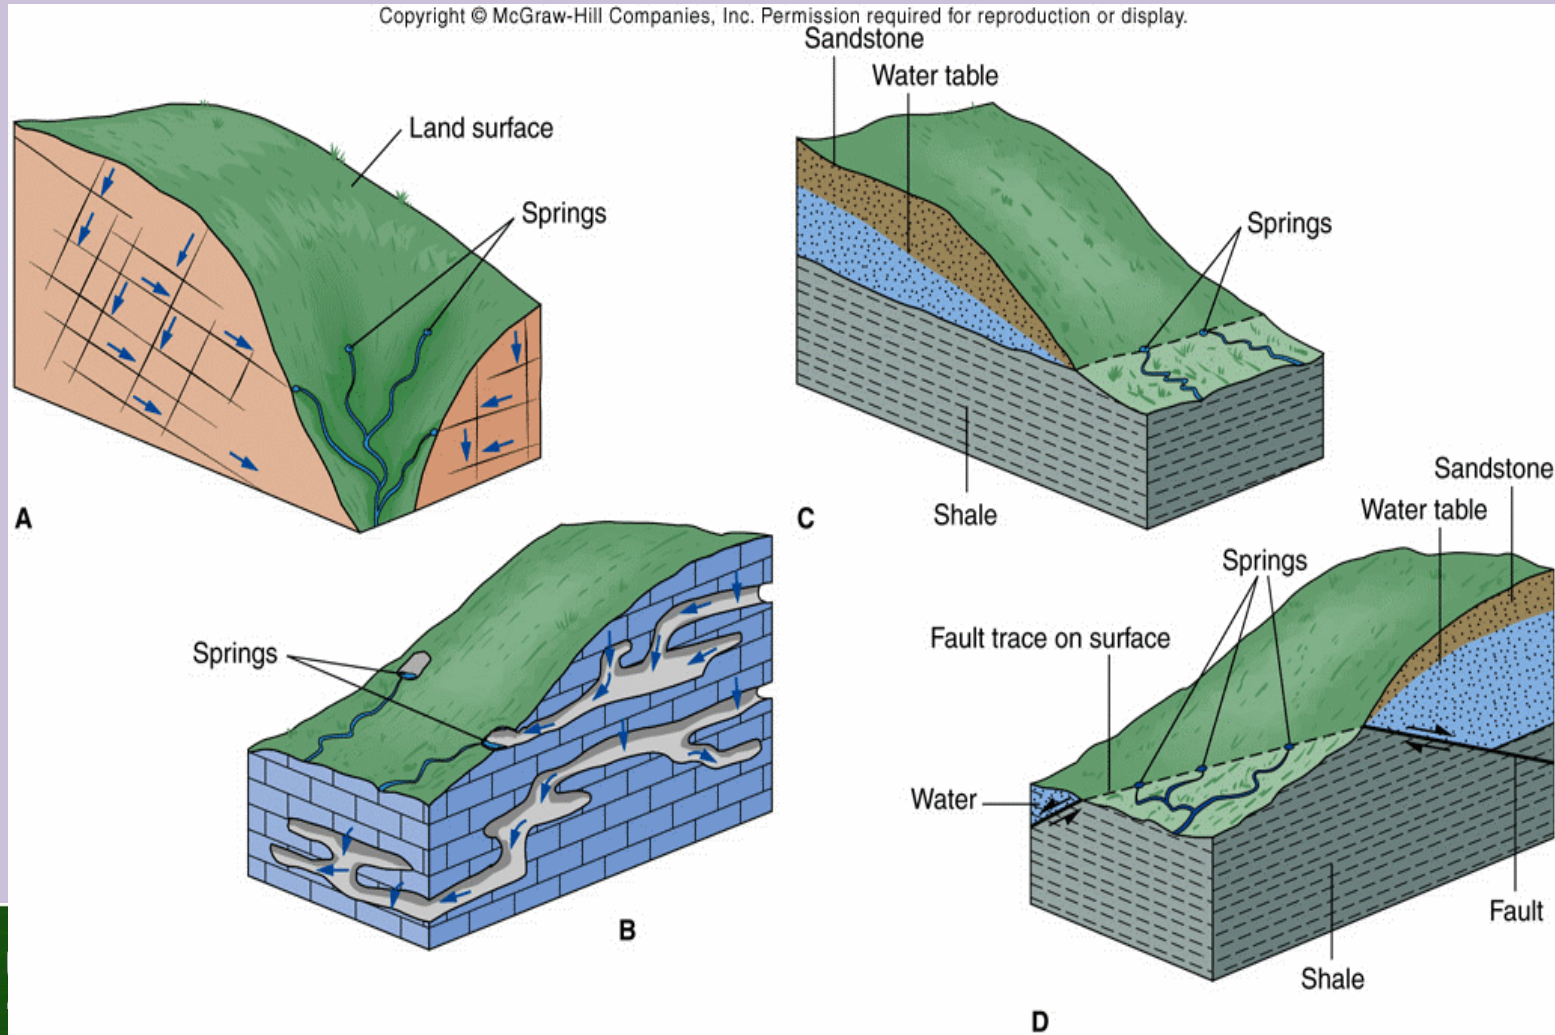 Copyright © McGraw-Hill Companies, Inc. Permission required for reproduction or display.
Land surface
Springs
A
Springs
B
Sandstone
Water table
Springs
Shale
C
Sandstone
Water table
Springs
Fault trace on surface
Water
Fault
Shale
D